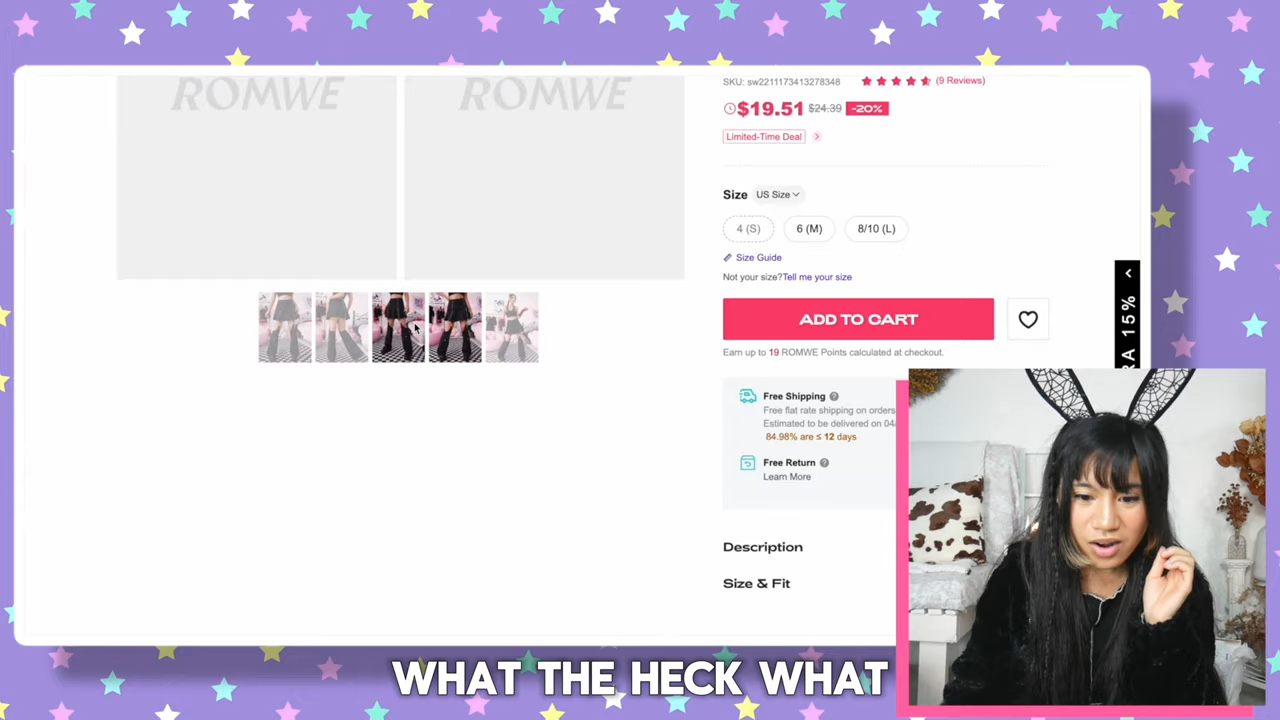 ROMWE
ROMWE
SKU: sw2211173413278348
(9 Reviews)
$19.51 $24.39 -20%
Limited-Time Deal
Size US Size
4 (S) 6 (M) 8/10 (L)
Size Guide
Not your size?Tell me your size
ADD TO CART
Earn up to 19 ROMWE Points calculated at checkout.
RA 15%
Free Shipping ?
Free flat rate shipping on orders
Estimated to be delivered on 04/
84.98% are ≤ 12 days
Free Return ?
Learn More
Description
Size & Fit
WHAT THE HECK WHAT